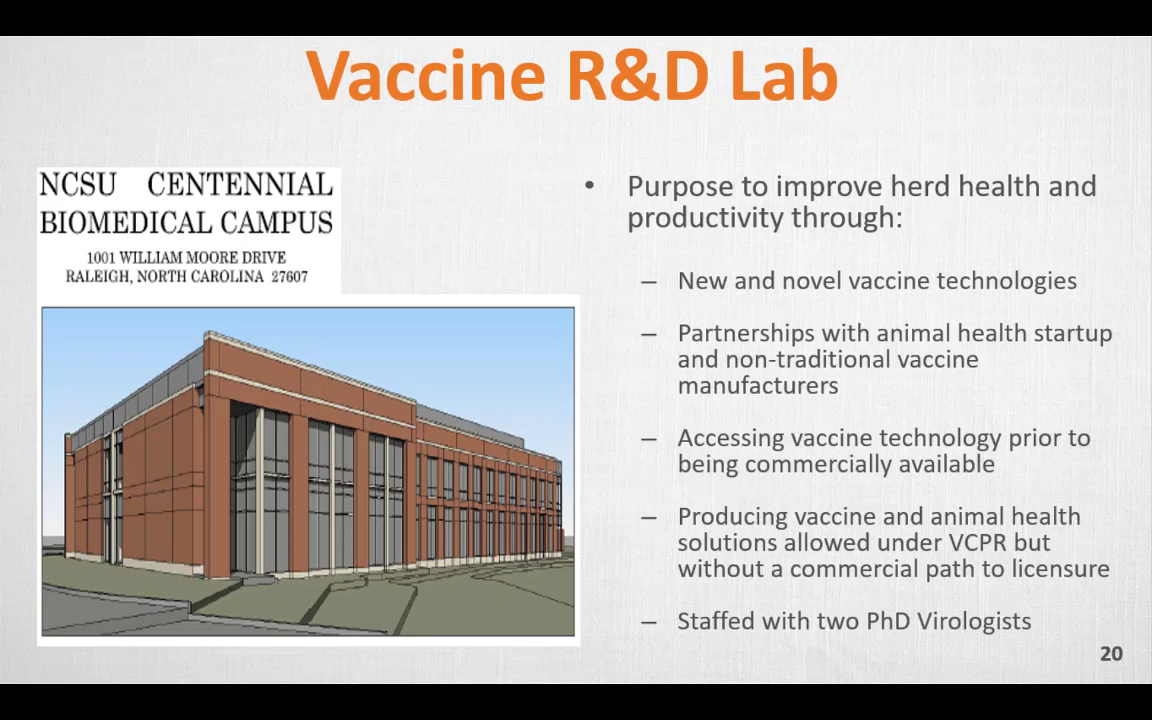 Vaccine R&D Lab
NCSU CENTENNIAL
BIOMEDICAL CAMPUS
1001 WILLIAM MOORE DRIVE
RALEIGH, NORTH CAROLINA 27607
• Purpose to improve herd health and
productivity through:
– New and novel vaccine technologies
– Partnerships with animal health startup
and non-traditional vaccine
manufacturers
– Accessing vaccine technology prior to
being commercially available
– Producing vaccine and animal health
solutions allowed under VCPR but
without a commercial path to licensure
– Staffed with two PhD Virologists
20